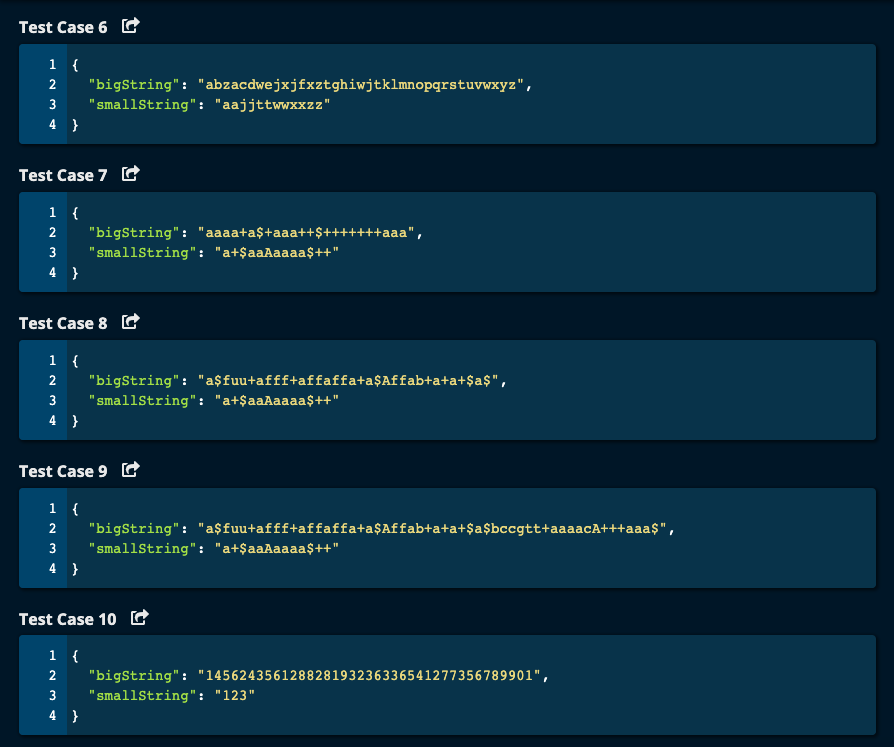 Test Case 6
1 {
2 "bigString": "abzacdwejxjfxztghiwjtklmnopqrstuvwxyz",
3 "smallString": "aajjttwwxxzz"
4 }
Test Case 7
1 {
2 "bigString": "aaaa+a$+aaa++$+++++++aaa",
3 "smallString": "a+$aaAaaaa$++"
4 }
Test Case 8
1 {
2 "bigString": "a$fuu+afff+affaffa+a$Affab+a+a+$a$",
3 "smallString": "a+$aaAaaaa$++"
4 }
Test Case 9
1 {
2 "bigString": "a$fuu+afff+affaffa+a$Affab+a+a+$a$bccgtt+aaaacA+++aaa$",
3 "smallString": "a+$aaAaaaa$++"
4 }
Test Case 10
1 {
2 "bigString": "145624356128828193236336541277356789901",
3 "smallString": "123"
4 }